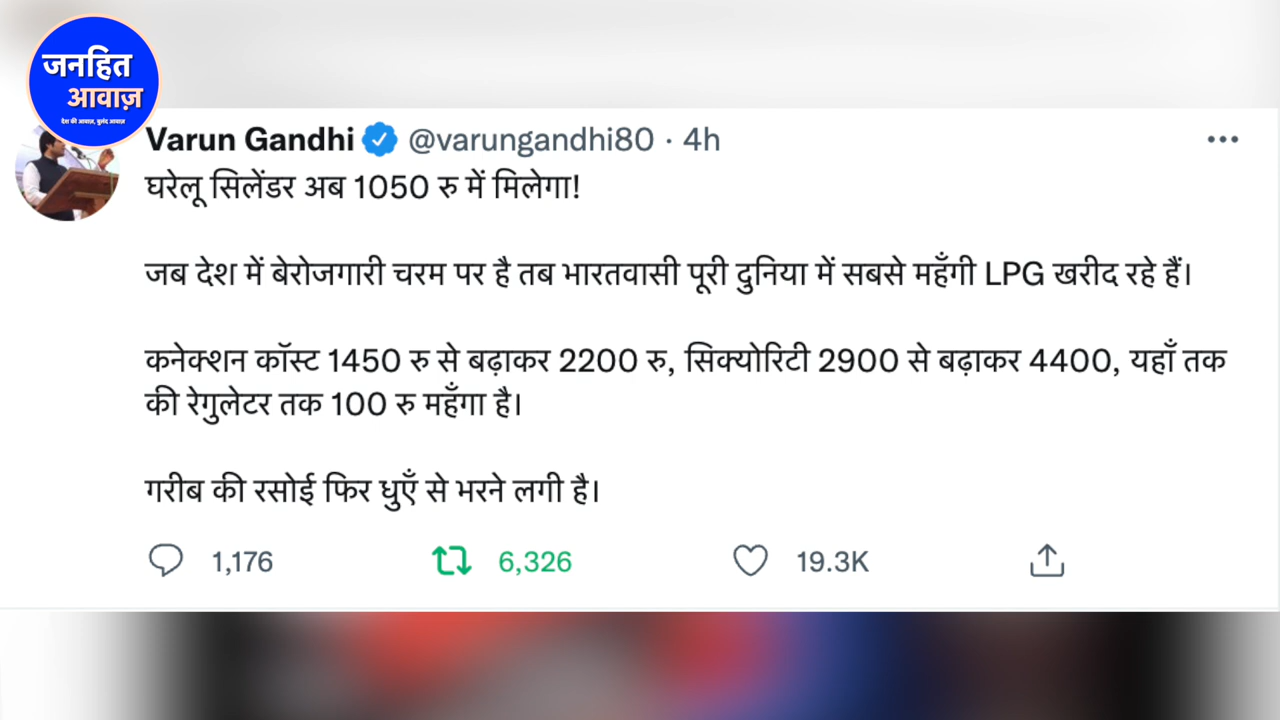 जनहित
आवाज़
देश की आवाज़, बुलंद आवाज़
Varun Gandhi @varungandhi80 · 4h
घरेलू सिलेंडर अब 1050 रु में मिलेगा!
जब देश में बेरोजगारी चरम पर है तब भारतवासी पूरी दुनिया में सबसे महँगी LPG खरीद रहे हैं।
कनेक्शन कॉस्ट 1450 रु से बढ़ाकर 2200 रु, सिक्योरिटी 2900 से बढ़ाकर 4400, यहाँ तक
की रेगुलेटर तक 100 रु महँगा है।
गरीब की रसोई फिर धुएँ से भरने लगी है।
1,176 6,326 19.3K